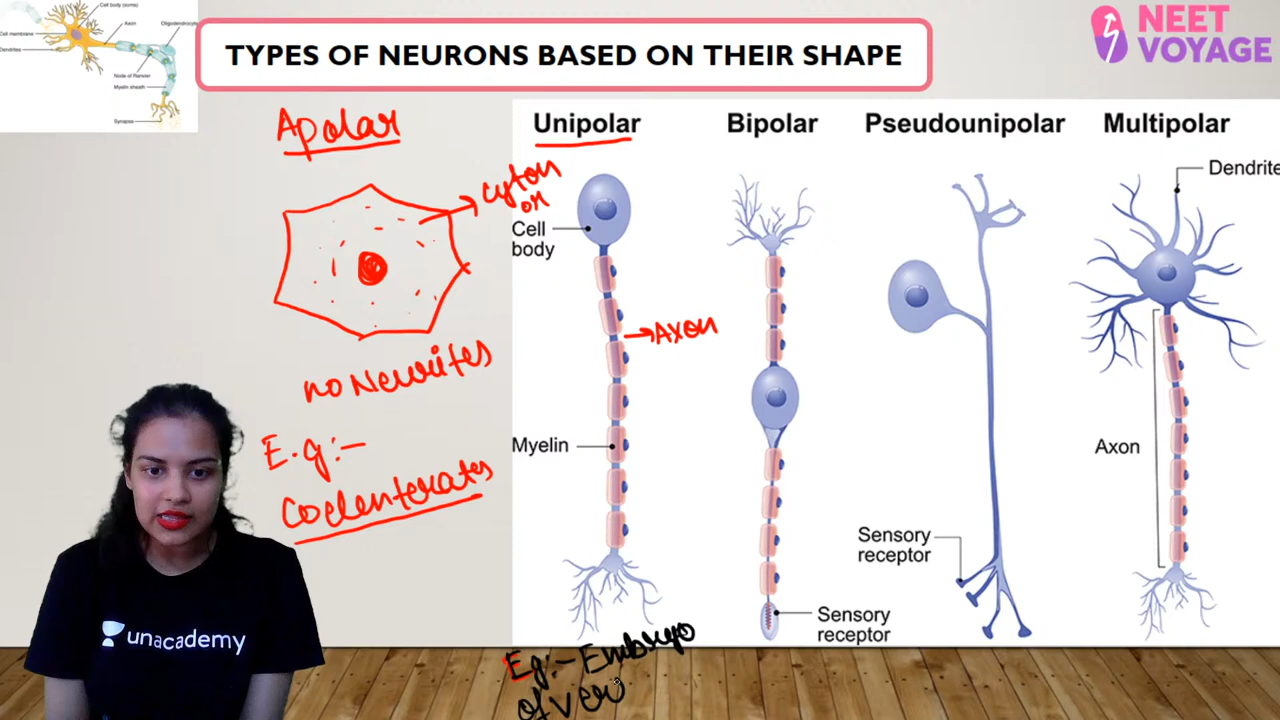 Cell body (soma)
Cell membrane
Axon
Oligodendrocyte
Dendrites
Node of Ranvier
Myelin sheath
Synapse
TYPES OF NEURONS BASED ON THEIR SHAPE
NEET
VOYAGE
Apolar
Unipolar
Bipolar
Pseudounipolar
Multipolar
Cyton
or
Cell
body
Dendrite
→Axon
no Neurites
E.g:-
Coelenterates
Myelin
Axon
Sensory
receptor
Sensory
receptor
unacademy
Eg:- Embryo
of Ver